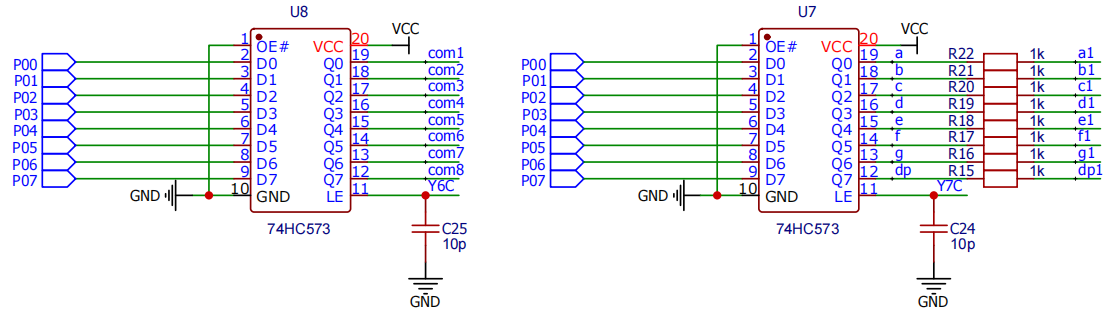 U8
VCC
1 OE# VCC 20
P00 2 D0 Q0 19 com1
P01 3 D1 Q1 18 com2
P02 4 D2 Q2 17 com3
P03 5 D3 Q3 16 com4
P04 6 D4 Q4 15 com5
P05 7 D5 Q5 14 com6
P06 8 D6 Q6 13 com7
P07 9 D7 Q7 12 com8
GND 10 GND LE 11 Y6C
74HC573
C25
10p
GND
U7
VCC
1 OE# VCC 20
P00 2 D0 Q0 19 a R22 1k a1
P01 3 D1 Q1 18 b R21 1k b1
P02 4 D2 Q2 17 c R20 1k c1
P03 5 D3 Q3 16 d R19 1k d1
P04 6 D4 Q4 15 e R18 1k e1
P05 7 D5 Q5 14 f R17 1k f1
P06 8 D6 Q6 13 g R16 1k g1
P07 9 D7 Q7 12 dp R15 1k dp1
GND 10 GND LE 11 Y7C
74HC573
C24
10p
GND